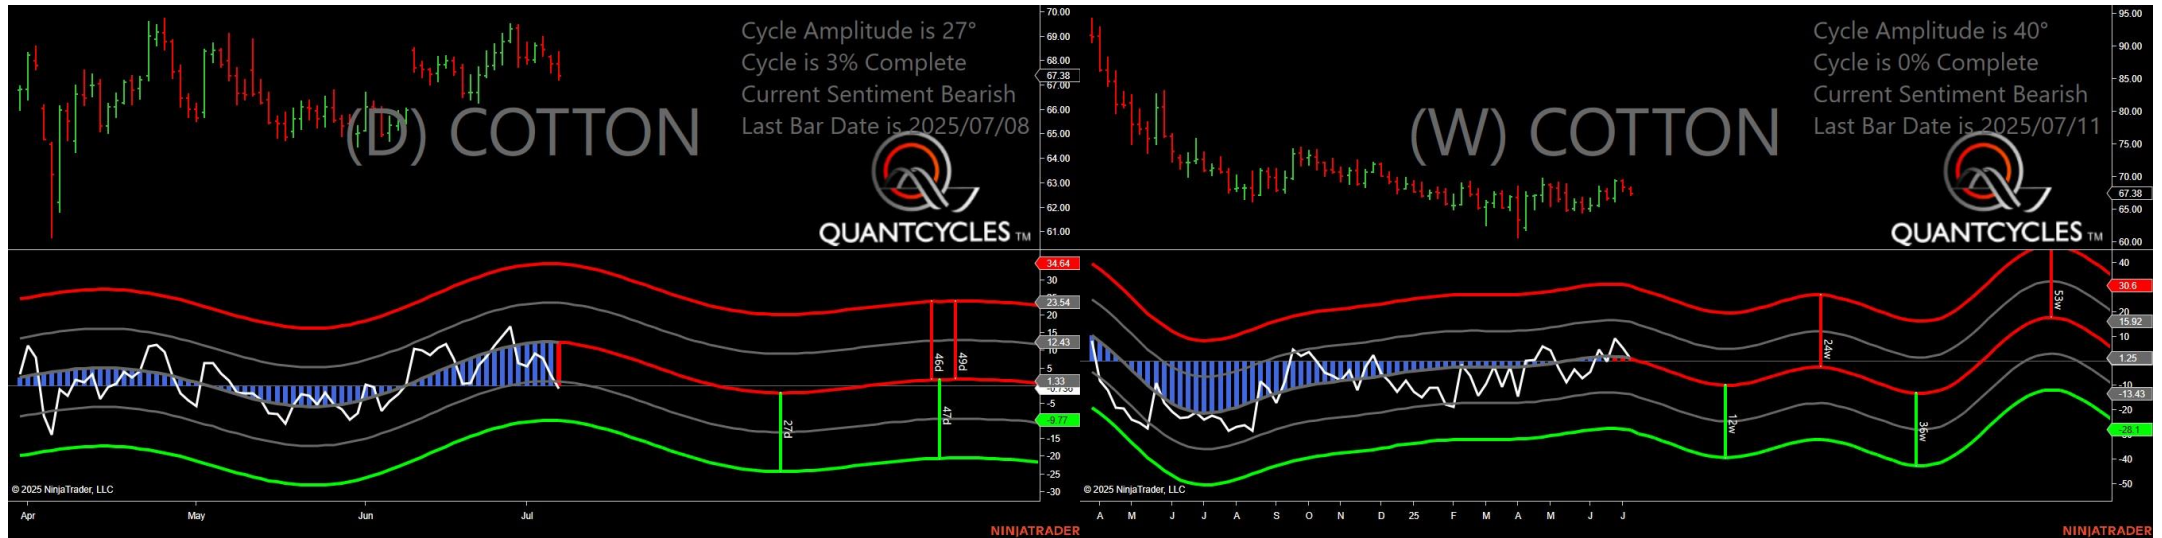 Cycle Amplitude is 27°
Cycle is 3% Complete
Current Sentiment Bearish
Last Bar Date is 2025/07/08
(D) COTTON
QUANTCYCLES TM
70.00
69.00
68.00
67.38
67.00
66.00
65.00
64.00
63.00
62.00
61.00
34.64
30
23.54
20
15
12.43
10
5
1.33
-0.736
-5
-9.77
-15
-20
-25
-30
27d
46d
49d
47d
© 2025 NinjaTrader, LLC
Apr May Jun Jul
NINJATRADER
Cycle Amplitude is 40°
Cycle is 0% Complete
Current Sentiment Bearish
Last Bar Date is 2025/07/11
(W) COTTON
QUANTCYCLES TM
95.00
90.00
85.00
80.00
75.00
70.00
67.38
65.00
60.00
40
30.6
20
15.92
10
1.25
-10
-13.43
-20
-28.1
-40
-50
12w
24w
36w
53w
© 2025 NinjaTrader, LLC
A M J J A S O N D 25 F M A M J J
NINJATRADER